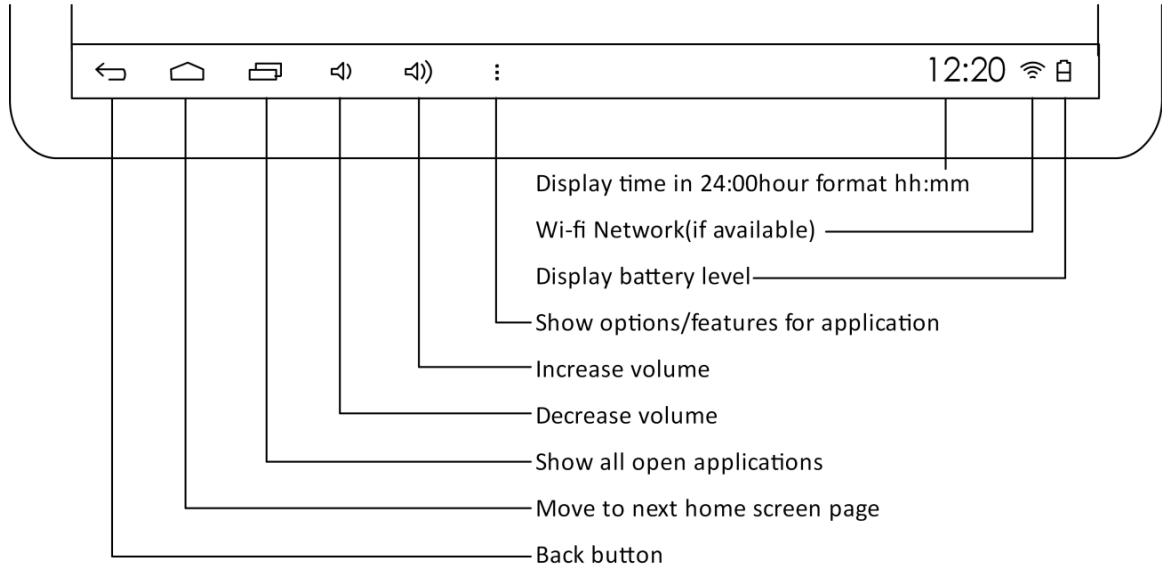 12:20
Display time in 24:00hour format hh:mm
Wi-fi Network(if available)
Display battery level
Show options/features for application
Increase volume
Decrease volume
Show all open applications
Move to next home screen page
Back button